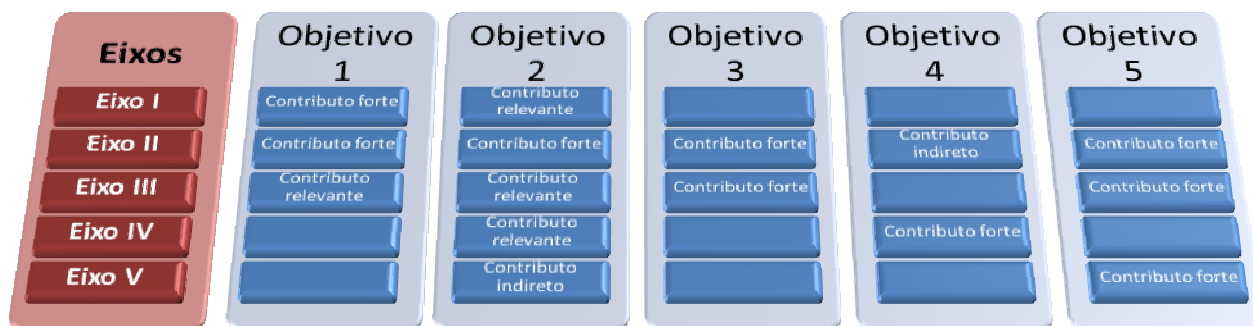 Eixos
Objetivo
1
Objetivo
2
Objetivo
3
Objetivo
4
Objetivo
5
Eixo I
Contributo forte
Contributo
relevante
Eixo II
Contributo forte
Contributo forte
Contributo forte
Contributo
indireto
Contributo forte
Eixo III
Contributo
relevante
Contributo
relevante
Contributo forte
Contributo forte
Eixo IV
Contributo
relevante
Contributo forte
Eixo V
Contributo
indireto
Contributo forte